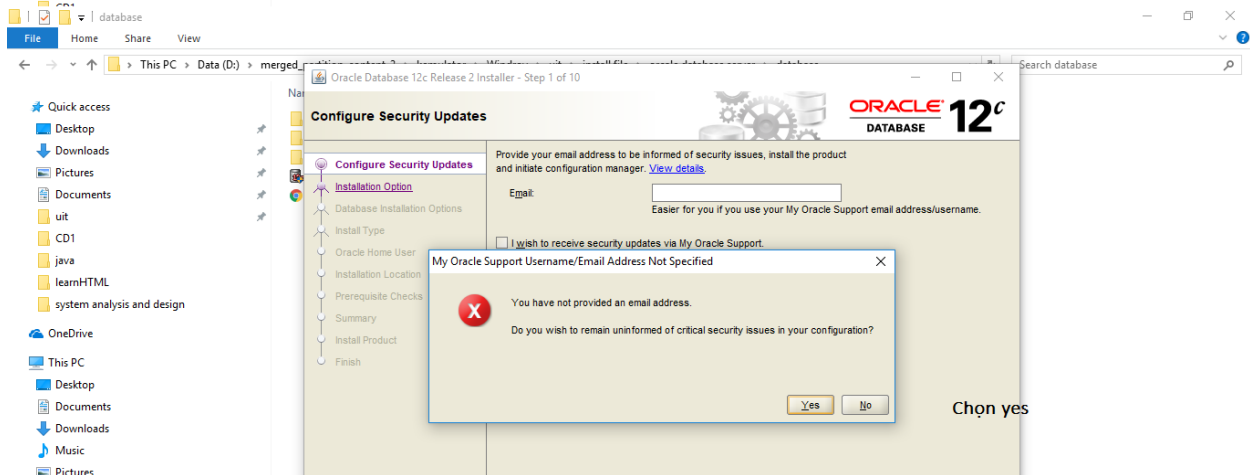 database
File
Home
Share
View
This PC
Data (D:)
Search database
Quick access
Desktop
Downloads
Pictures
Documents
uit
CD1
java
learnHTML
system analysis and design
OneDrive
This PC
Desktop
Documents
Downloads
Music
Pictures
Oracle Database 12c Release 2 Installer - Step 1 of 10
Configure Security Updates
ORACLE
DATABASE
12c
Configure Security Updates
Installation Option
Database Installation Options
Install Type
Oracle Home User
Installation Location
Prerequisite Checks
Summary
Install Product
Finish
Provide your email address to be informed of security issues, install the product
and initiate configuration manager. View details.
Email:
Easier for you if you use your My Oracle Support email address/username.
I wish to receive security updates via My Oracle Support.
My Oracle Support Username/Email Address Not Specified
You have not provided an email address.
Do you wish to remain uninformed of critical security issues in your configuration?
Yes
No
Chọn yes